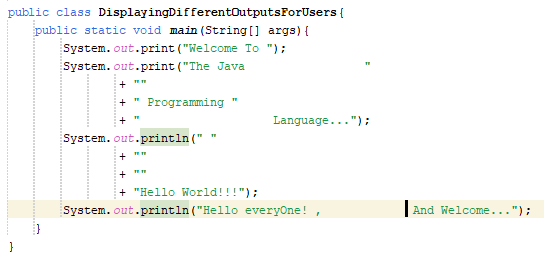 public class DisplayingDifferentOutputsForUsers{
    public static void main(String[] args){
        System.out.print("Welcome To ");
        System.out.print("The Java                  "
                + ""
                + " Programming "
                + "                    Language...");
        System.out.println(" "
                + ""
                + ""
                + "Hello World!!!");
        System.out.println("Hello everyOne! ,              And Welcome...");
    }
}